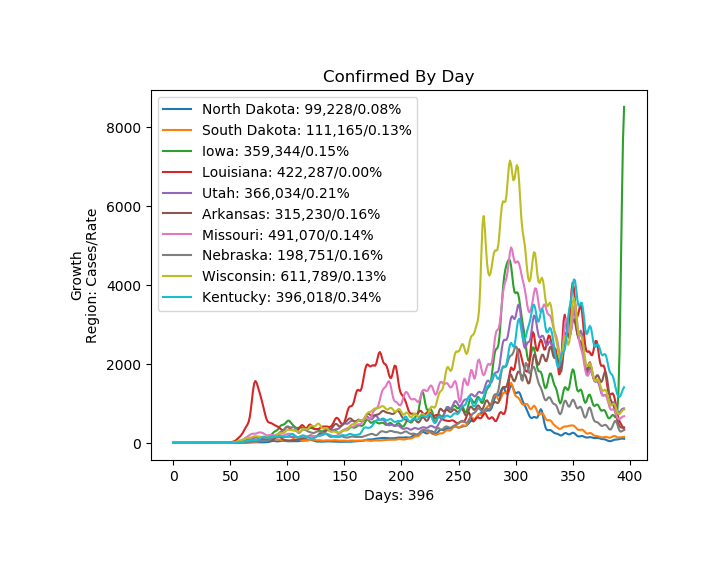 Confirmed By Day
Growth
Region: Cases/Rate
8000
6000
4000
2000
0
North Dakota: 99,228/0.08%
South Dakota: 111,165/0.13%
Iowa: 359,344/0.15%
Louisiana: 422,287/0.00%
Utah: 366,034/0.21%
Arkansas: 315,230/0.16%
Missouri: 491,070/0.14%
Nebraska: 198,751/0.16%
Wisconsin: 611,789/0.13%
Kentucky: 396,018/0.34%
0 50 100 150 200 250 300 350 400
Days: 396